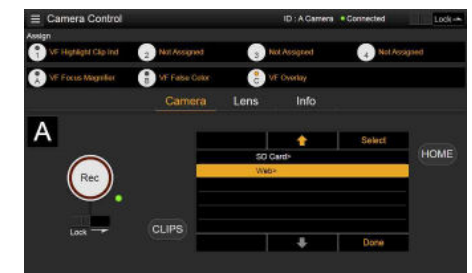 Camera Control
ID : A Camera Connected
Lock
Assign
1 VF Highlight Clip Ind
2 Not Assigned
3 Not Assigned
4 Not Assigned
A VF Focus Magnifier
B VF False Color
C VF Overlay
Camera Lens Info
A
Select
SD Card>
Web>
HOME
Rec
Lock
CLIPS
Done